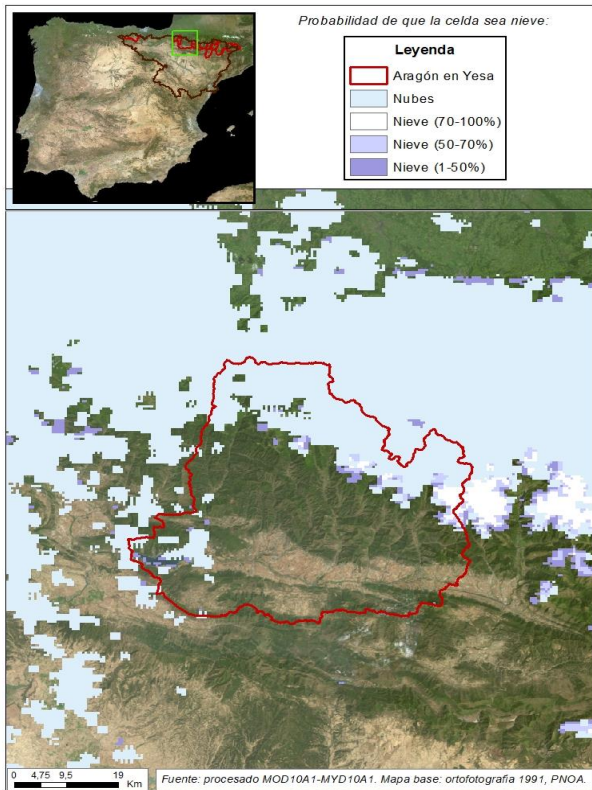 Probabilidad de que la celda sea nieve:
Leyenda
Aragón en Yesa
Nubes
Nieve (70-100%)
Nieve (50-70%)
Nieve (1-50%)
0 4,75 9,5 19
Km
Fuente: procesado MOD10A1-MYD10A1. Mapa base: ortofotografia 1991, PNOA.